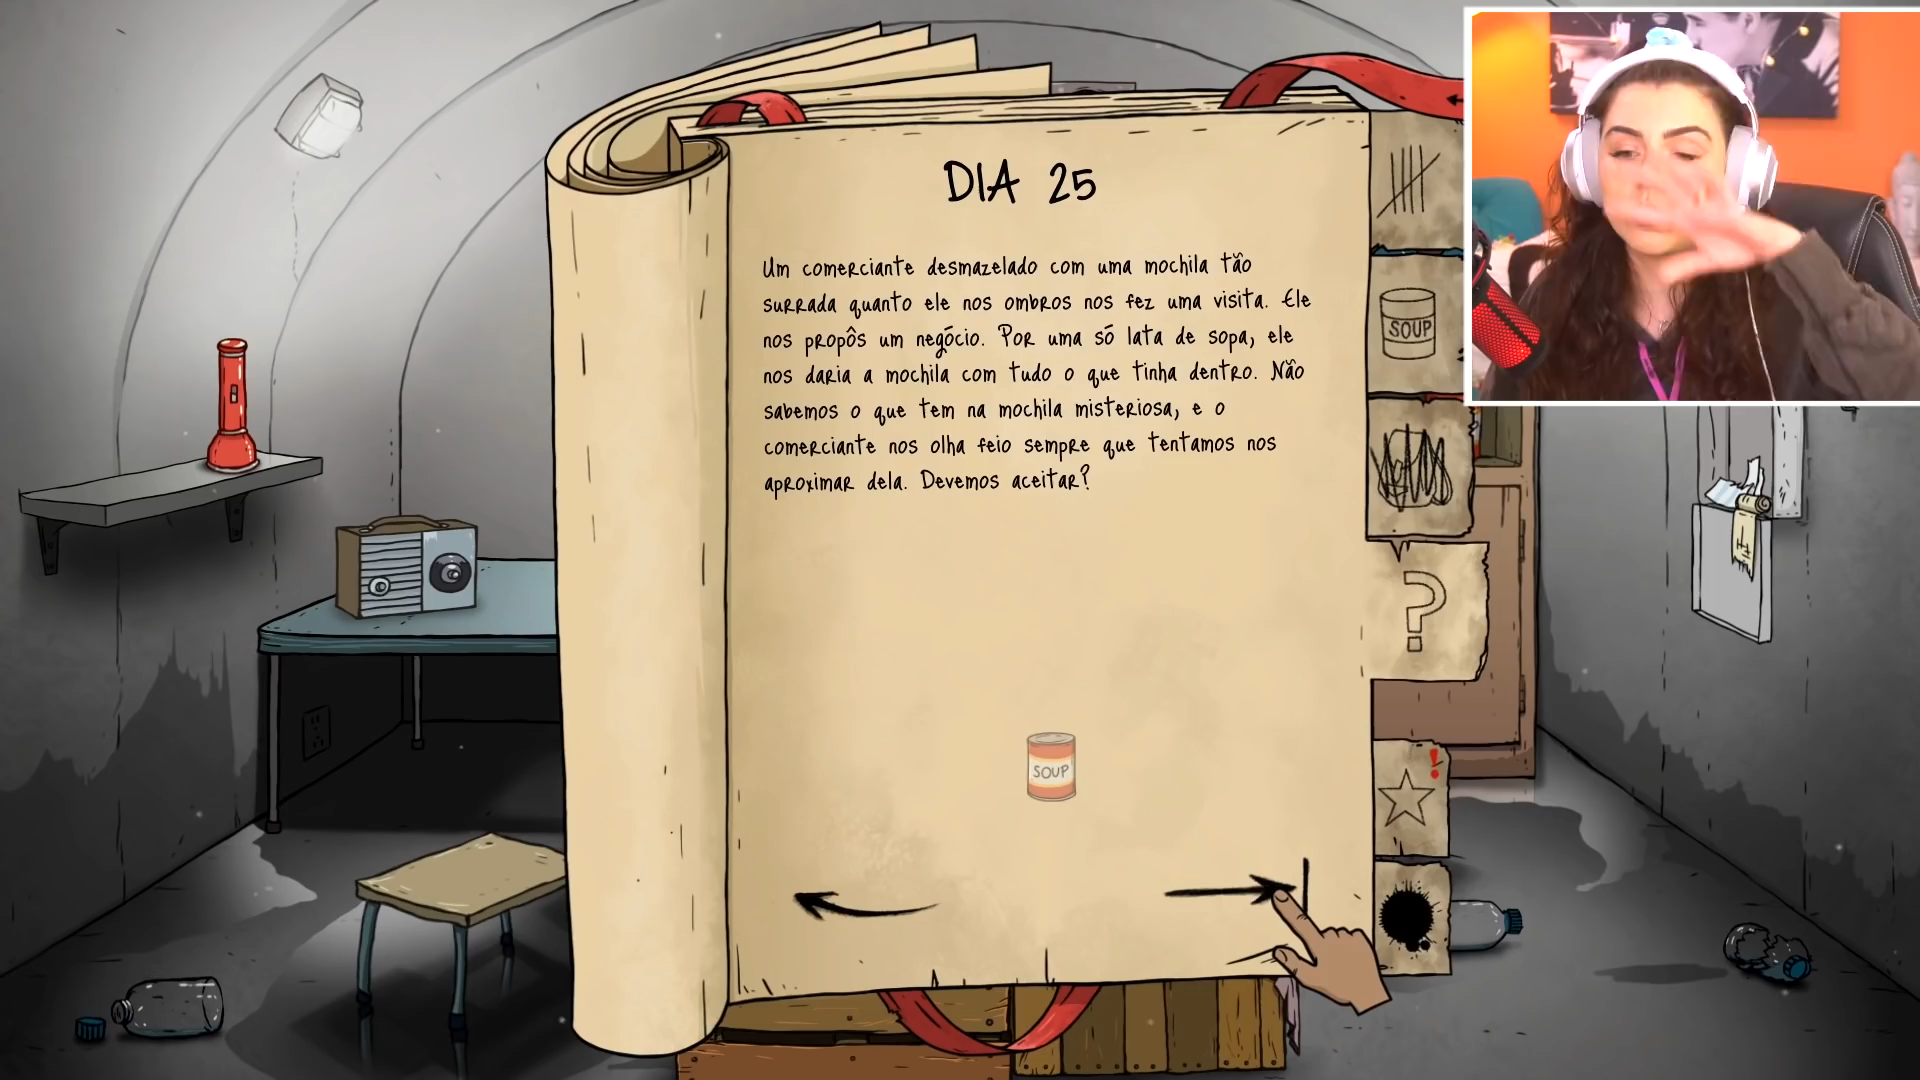 DIA 25
Um comerciante desmazelado com uma mochila tão
surrada quanto ele nos ombros nos fez uma visita. Ele
nos propôs um negócio. Por uma só lata de sopa, ele
nos daria a mochila com tudo o que tinha dentro. Não
sabemos o que tem na mochila misteriosa, e o
comerciante nos olha feio sempre que tentamos nos
aproximar dela. Devemos aceitar?
SOUP
SOUP
?
!